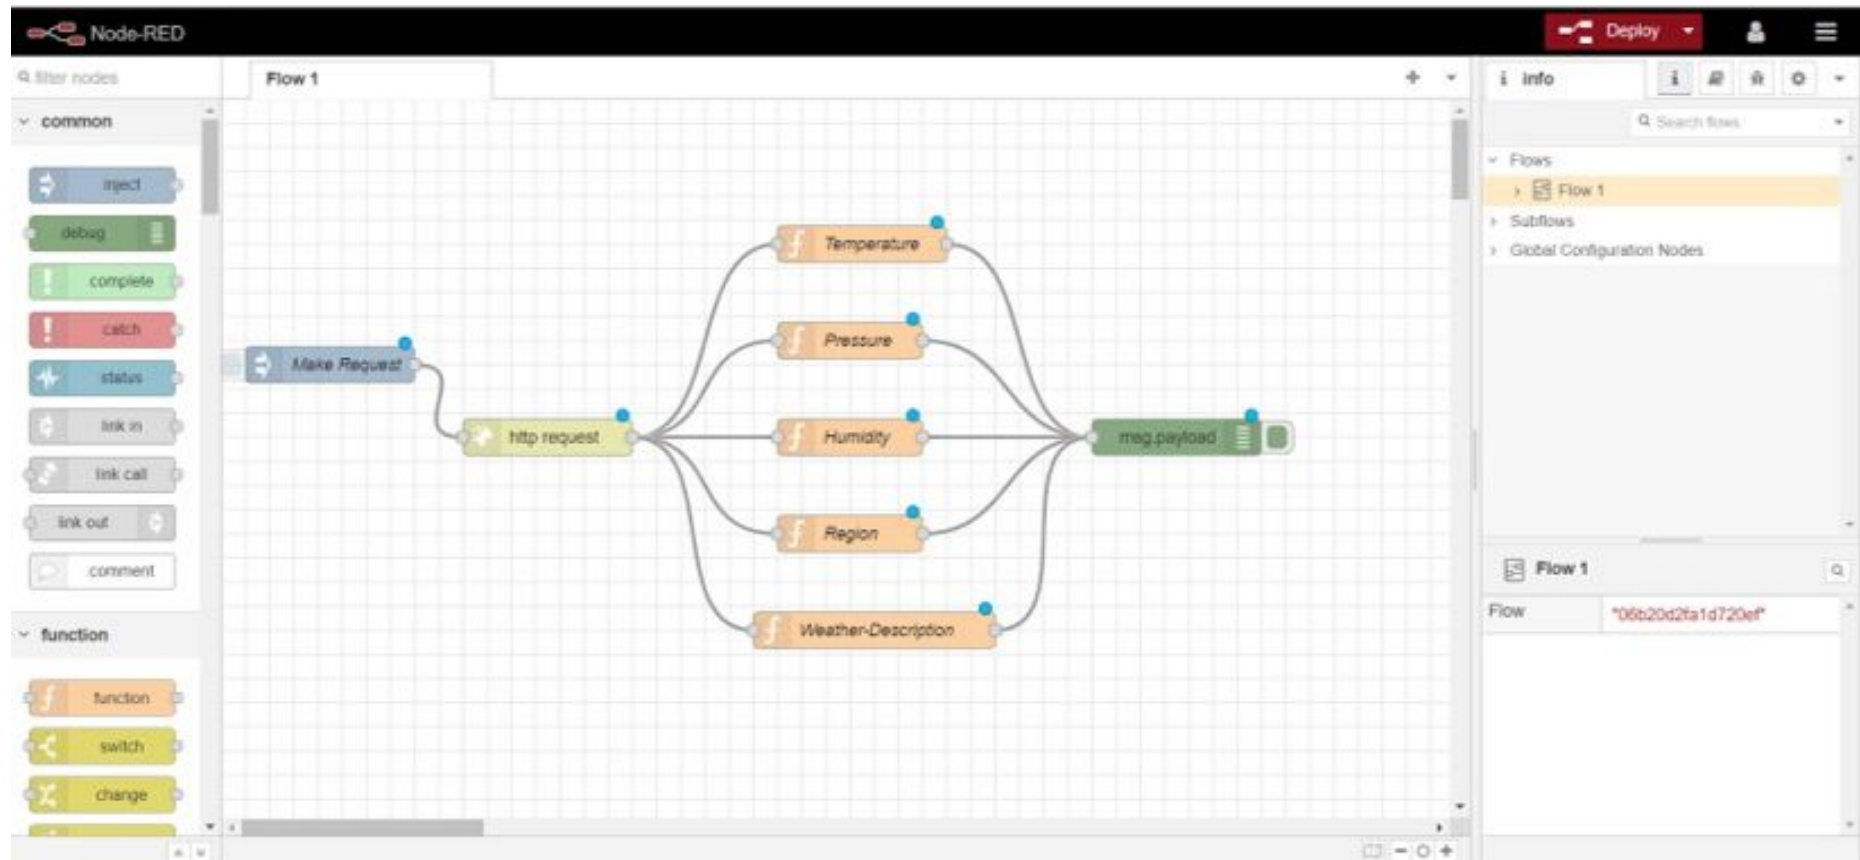 Node-RED
Deploy
filter nodes
Flow 1
info
Search flows
common
inject
debug
complete
catch
status
link in
link call
link out
comment
function
function
switch
change
Make Request
http request
Temperature
Pressure
Humidity
Region
Weather-Description
msg.payload
Flows
Flow 1
Subflows
Global Configuration Nodes
Flow 1
Flow "06b20d2fa1d720ef"